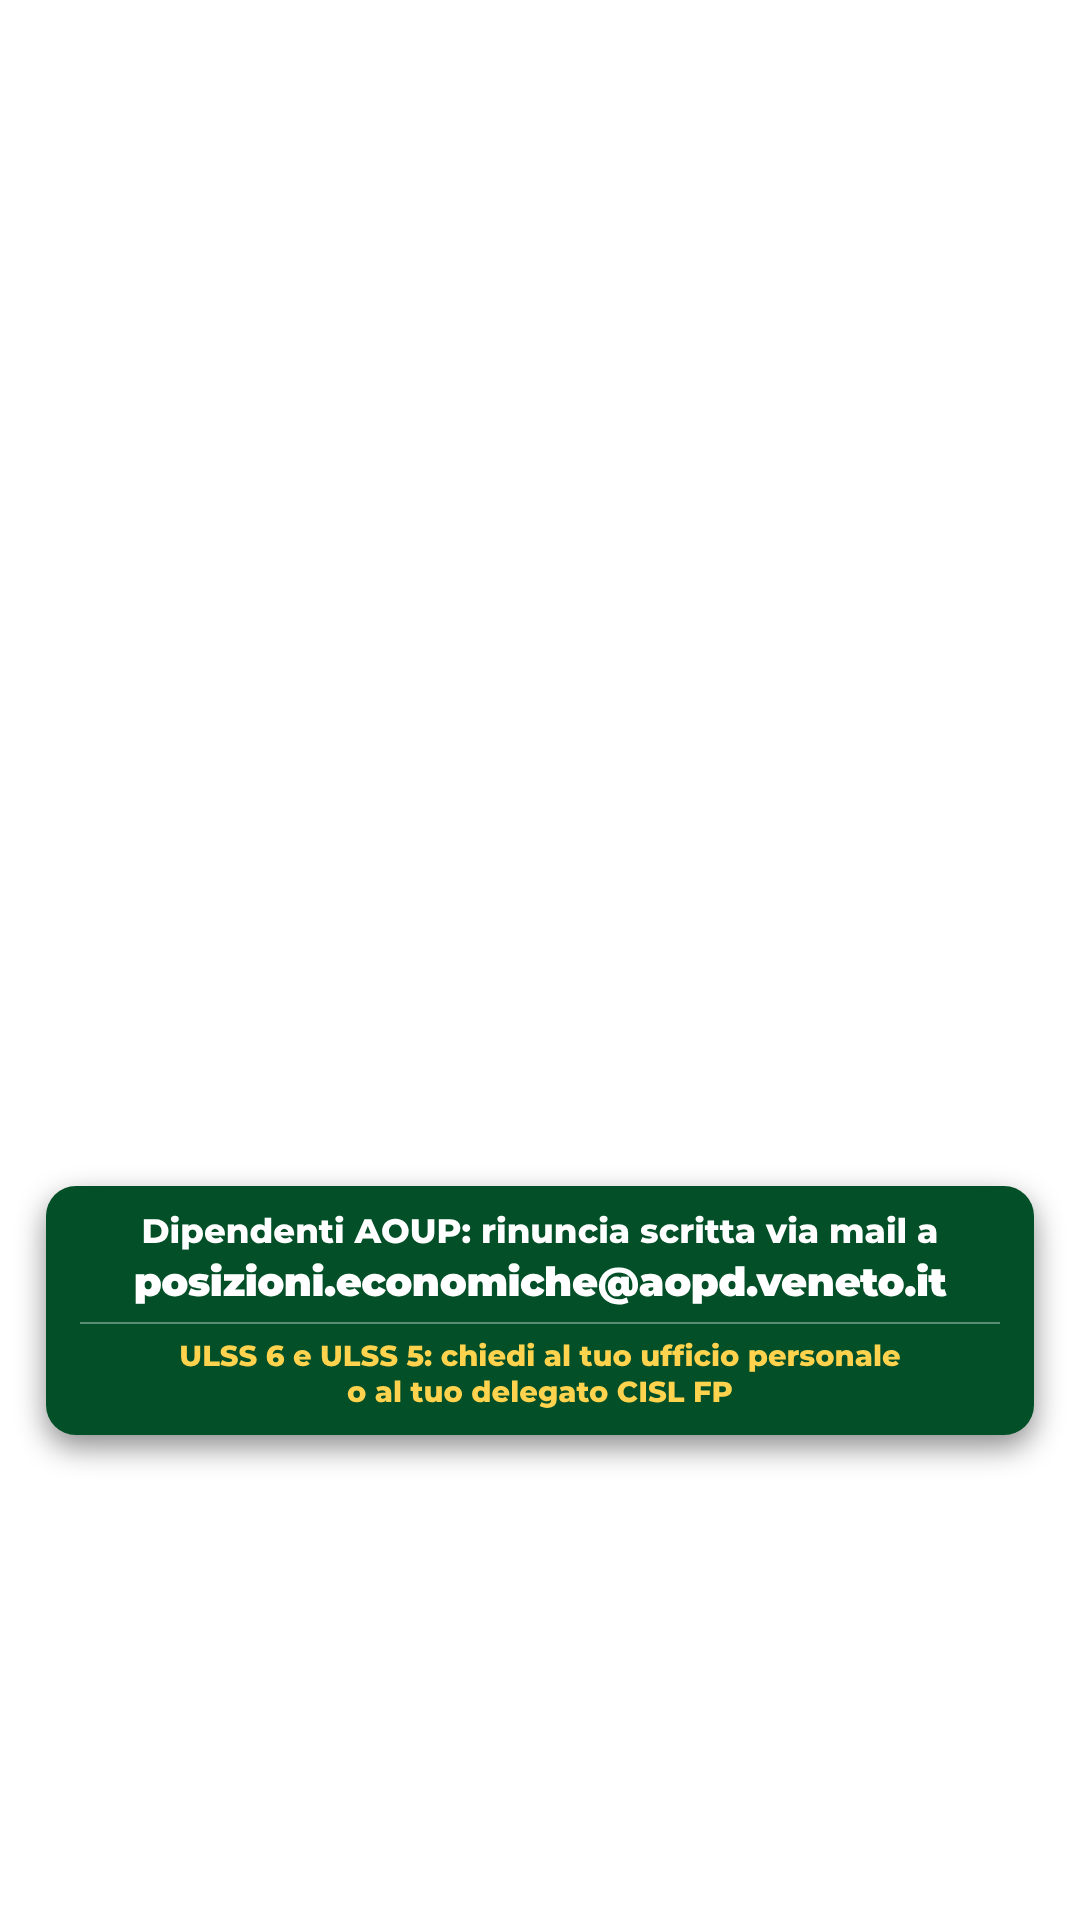 Dipendenti AOUP: rinuncia scritta via mail a
posizioni.economiche@aopd.veneto.it
ULSS 6 e ULSS 5: chiedi al tuo ufficio personale
o al tuo delegato CISL FP